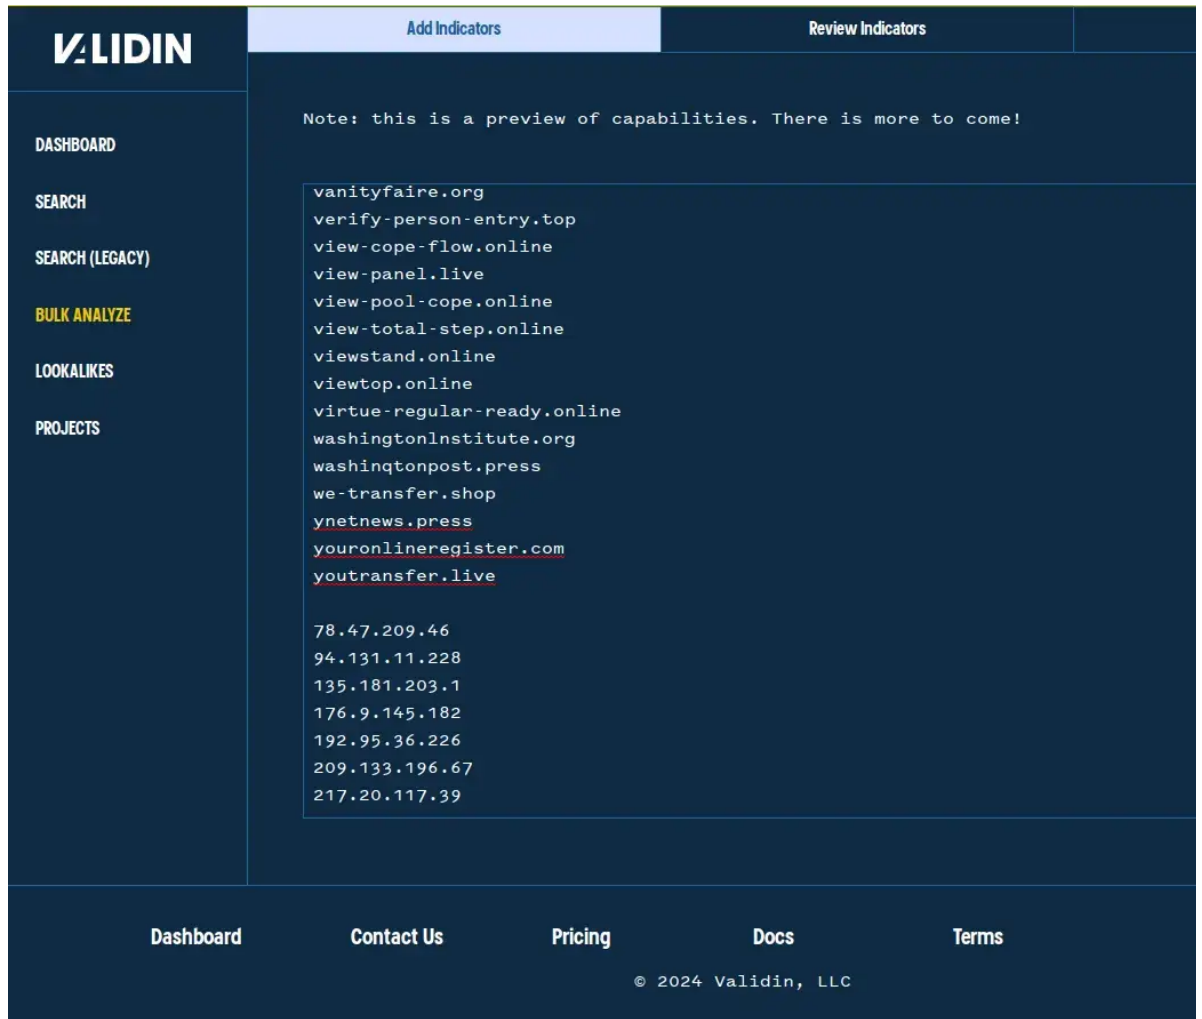 VALIDIN
Add Indicators
Review Indicators
DASHBOARD
SEARCH
SEARCH (LEGACY)
BULK ANALYZE
LOOKALIKES
PROJECTS
Note: this is a preview of capabilities. There is more to come!
vanityfaire.org
verify-person-entry.top
view-cope-flow.online
view-panel.live
view-pool-cope.online
view-total-step.online
viewstand.online
viewtop.online
virtue-regular-ready.online
washingtonlnstitute.org
washinqtonpost.press
we-transfer.shop
ynetnews.press
youronlineregister.com
youtransfer.live
78.47.209.46
94.131.11.228
135.181.203.1
176.9.145.182
192.95.36.226
209.133.196.67
217.20.117.39
Dashboard
Contact Us
Pricing
Docs
Terms
© 2024 Validin, LLC